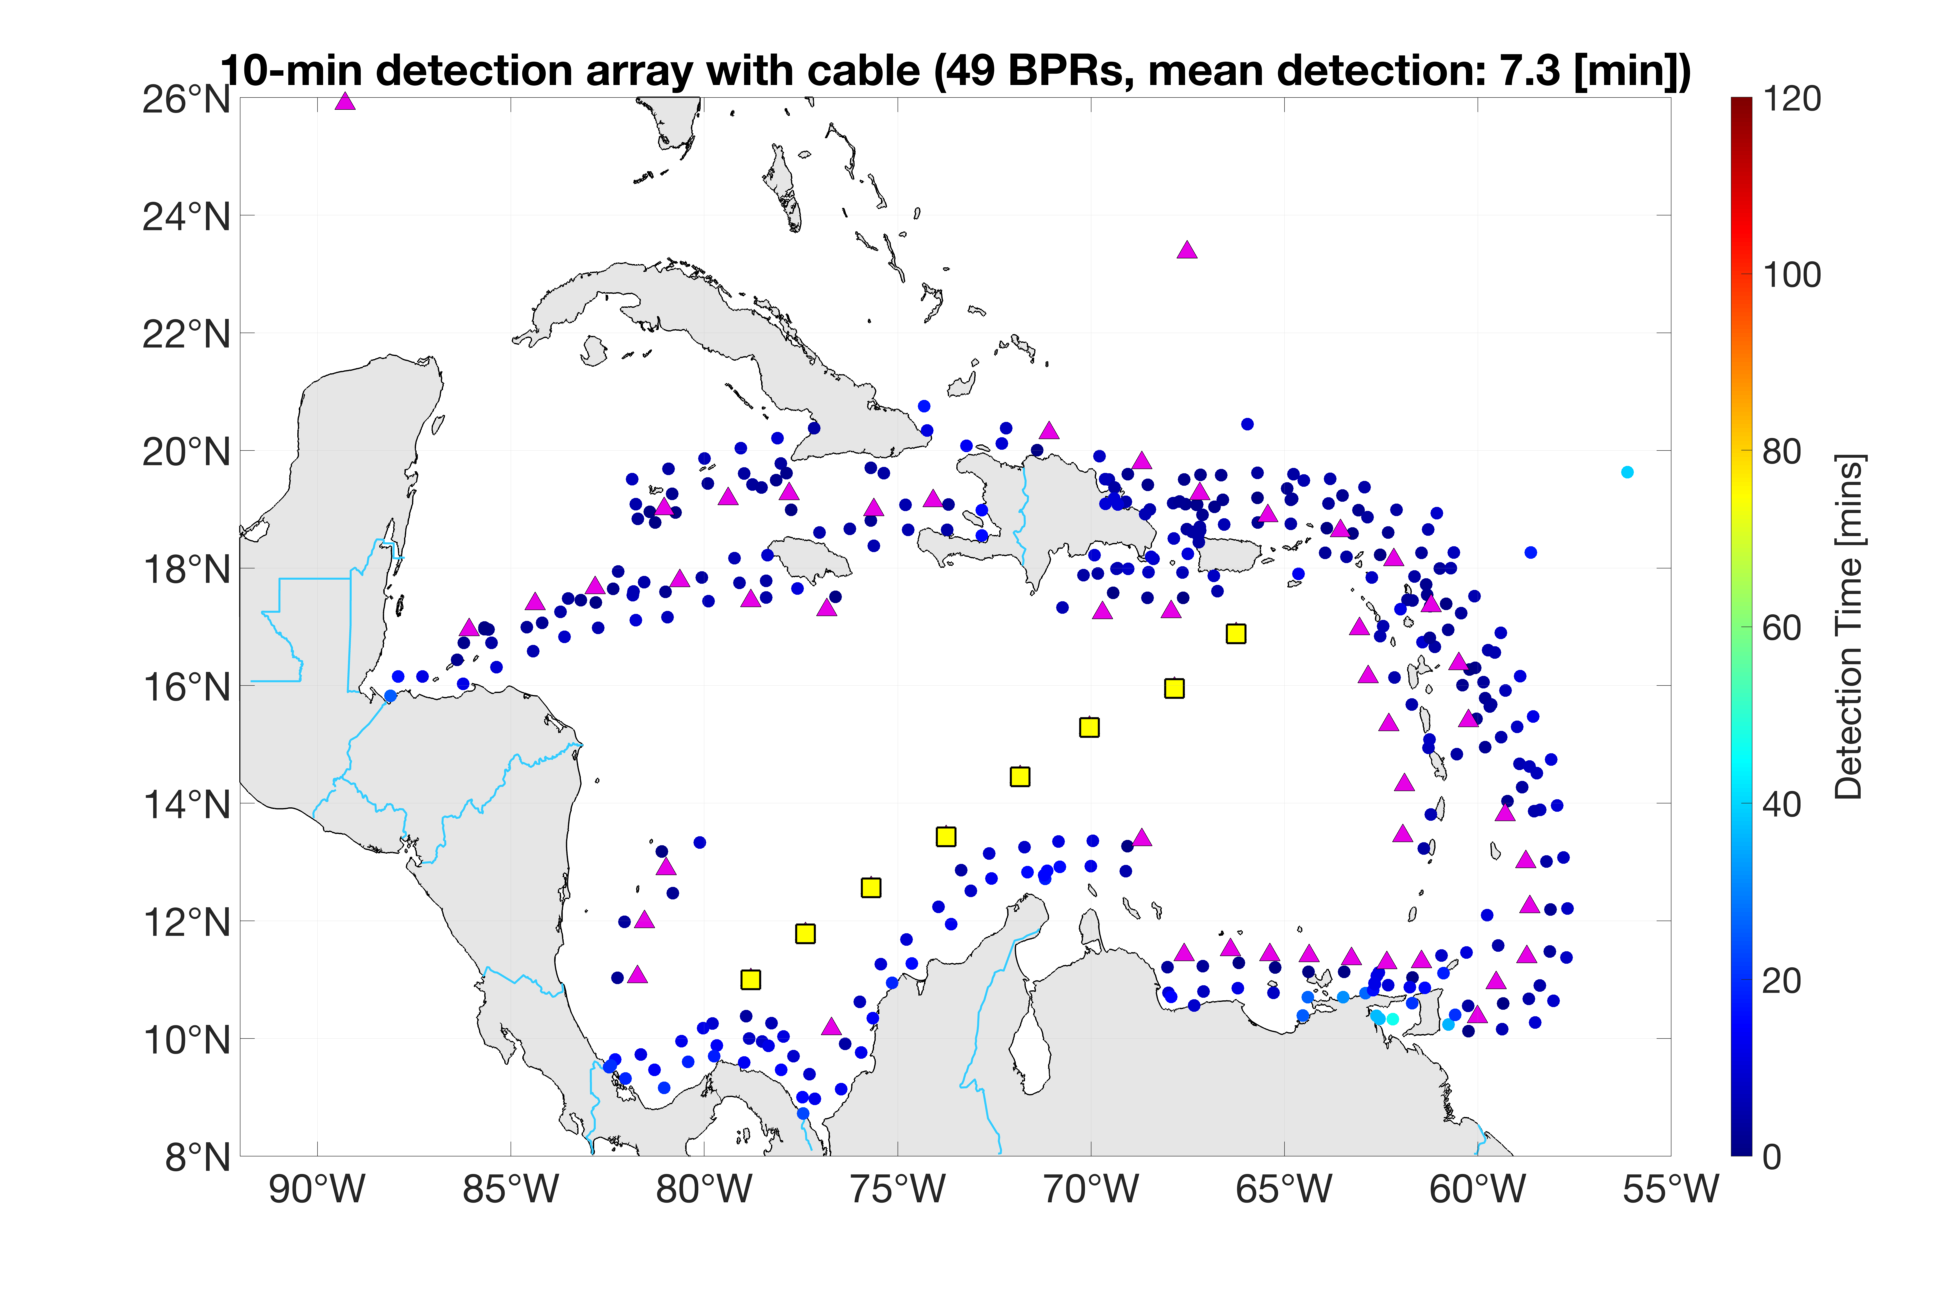 10-min detection array with cable (49 BPRs, mean detection: 7.3 [min])
26°N
24°N
22°N
20°N
18°N
16°N
14°N
12°N
10°N
8°N
90°W 85°W 80°W 75°W 70°W 65°W 60°W 55°W
120
100
80
60
40
20
0
Detection Time [mins]